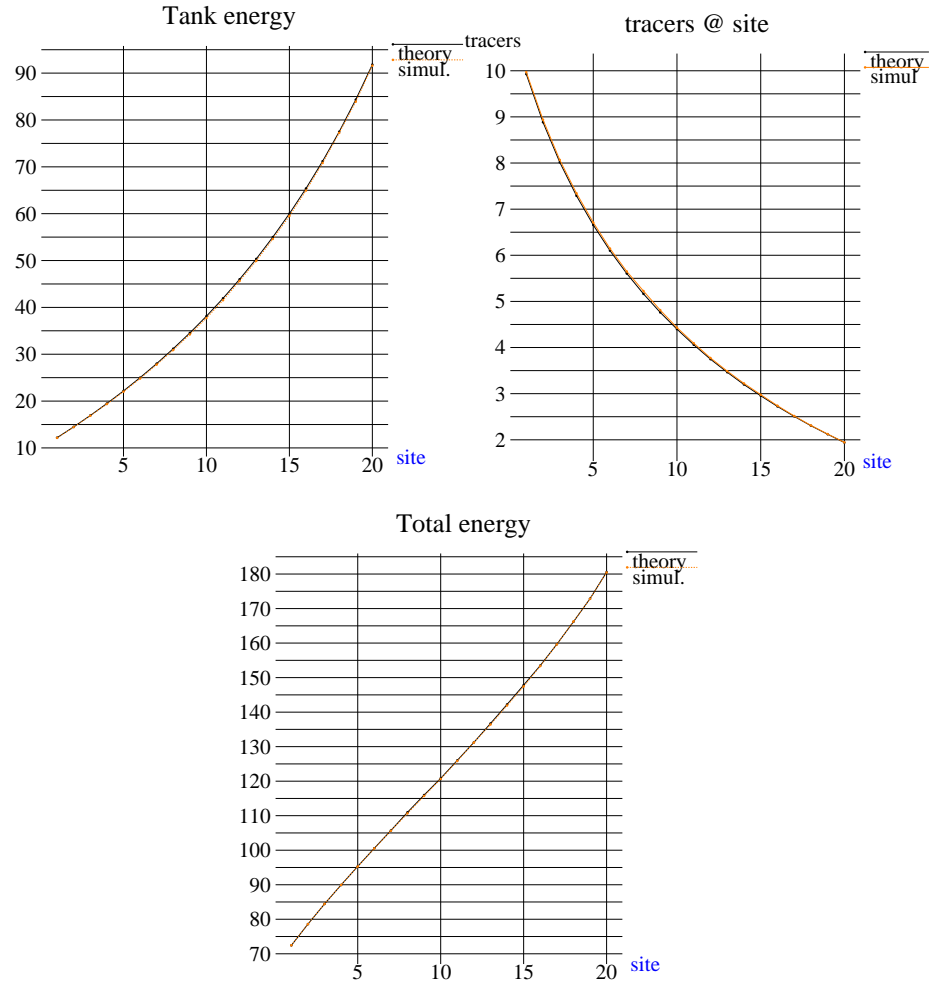 Tank energy
tracers
theory
simul.
90
80
70
60
50
40
30
20
10
5 10 15 20 site
tracers @ site
theory
simul
10
9
8
7
6
5
4
3
2
5 10 15 20 site
Total energy
theory
simul.
180
170
160
150
140
130
120
110
100
90
80
70
5 10 15 20 site